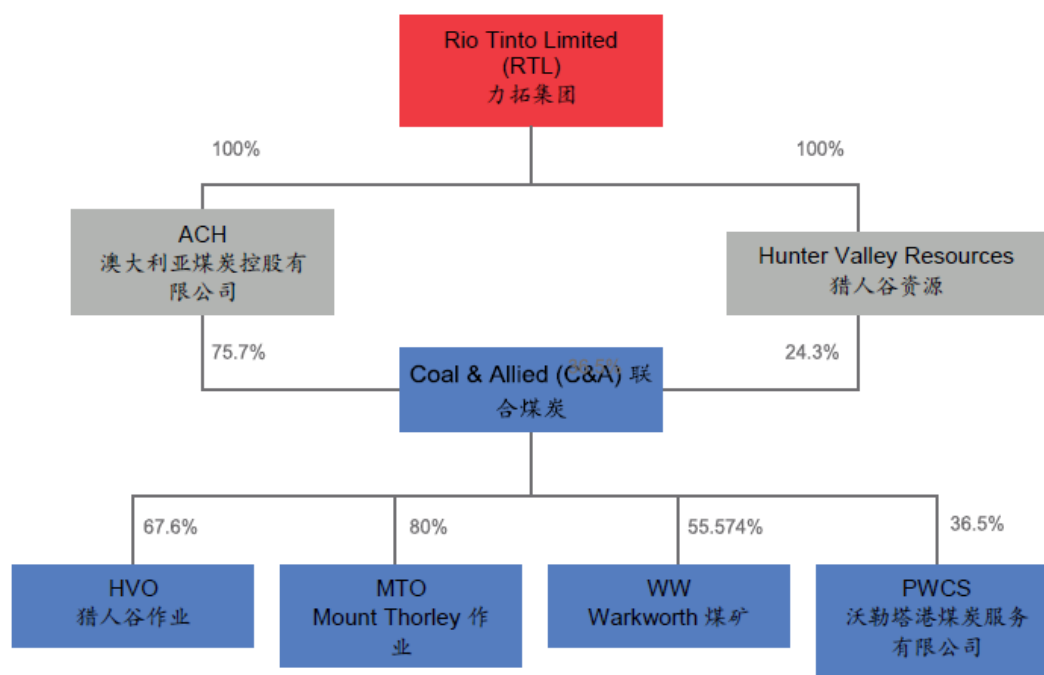 Rio Tinto Limited
(RTL)
力拓集团
100%
100%
ACH
澳大利亚煤炭控股有
限公司
Hunter Valley Resources
猎人谷资源
75.7%
24.3%
Coal & Allied (C&A) 联
合煤炭
67.6%
80%
55.574%
36.5%
HVO
猎人谷作业
MTO
Mount Thorley 作
业
WW
Warkworth 煤矿
PWCS
沃勒塔港煤炭服务
有限公司